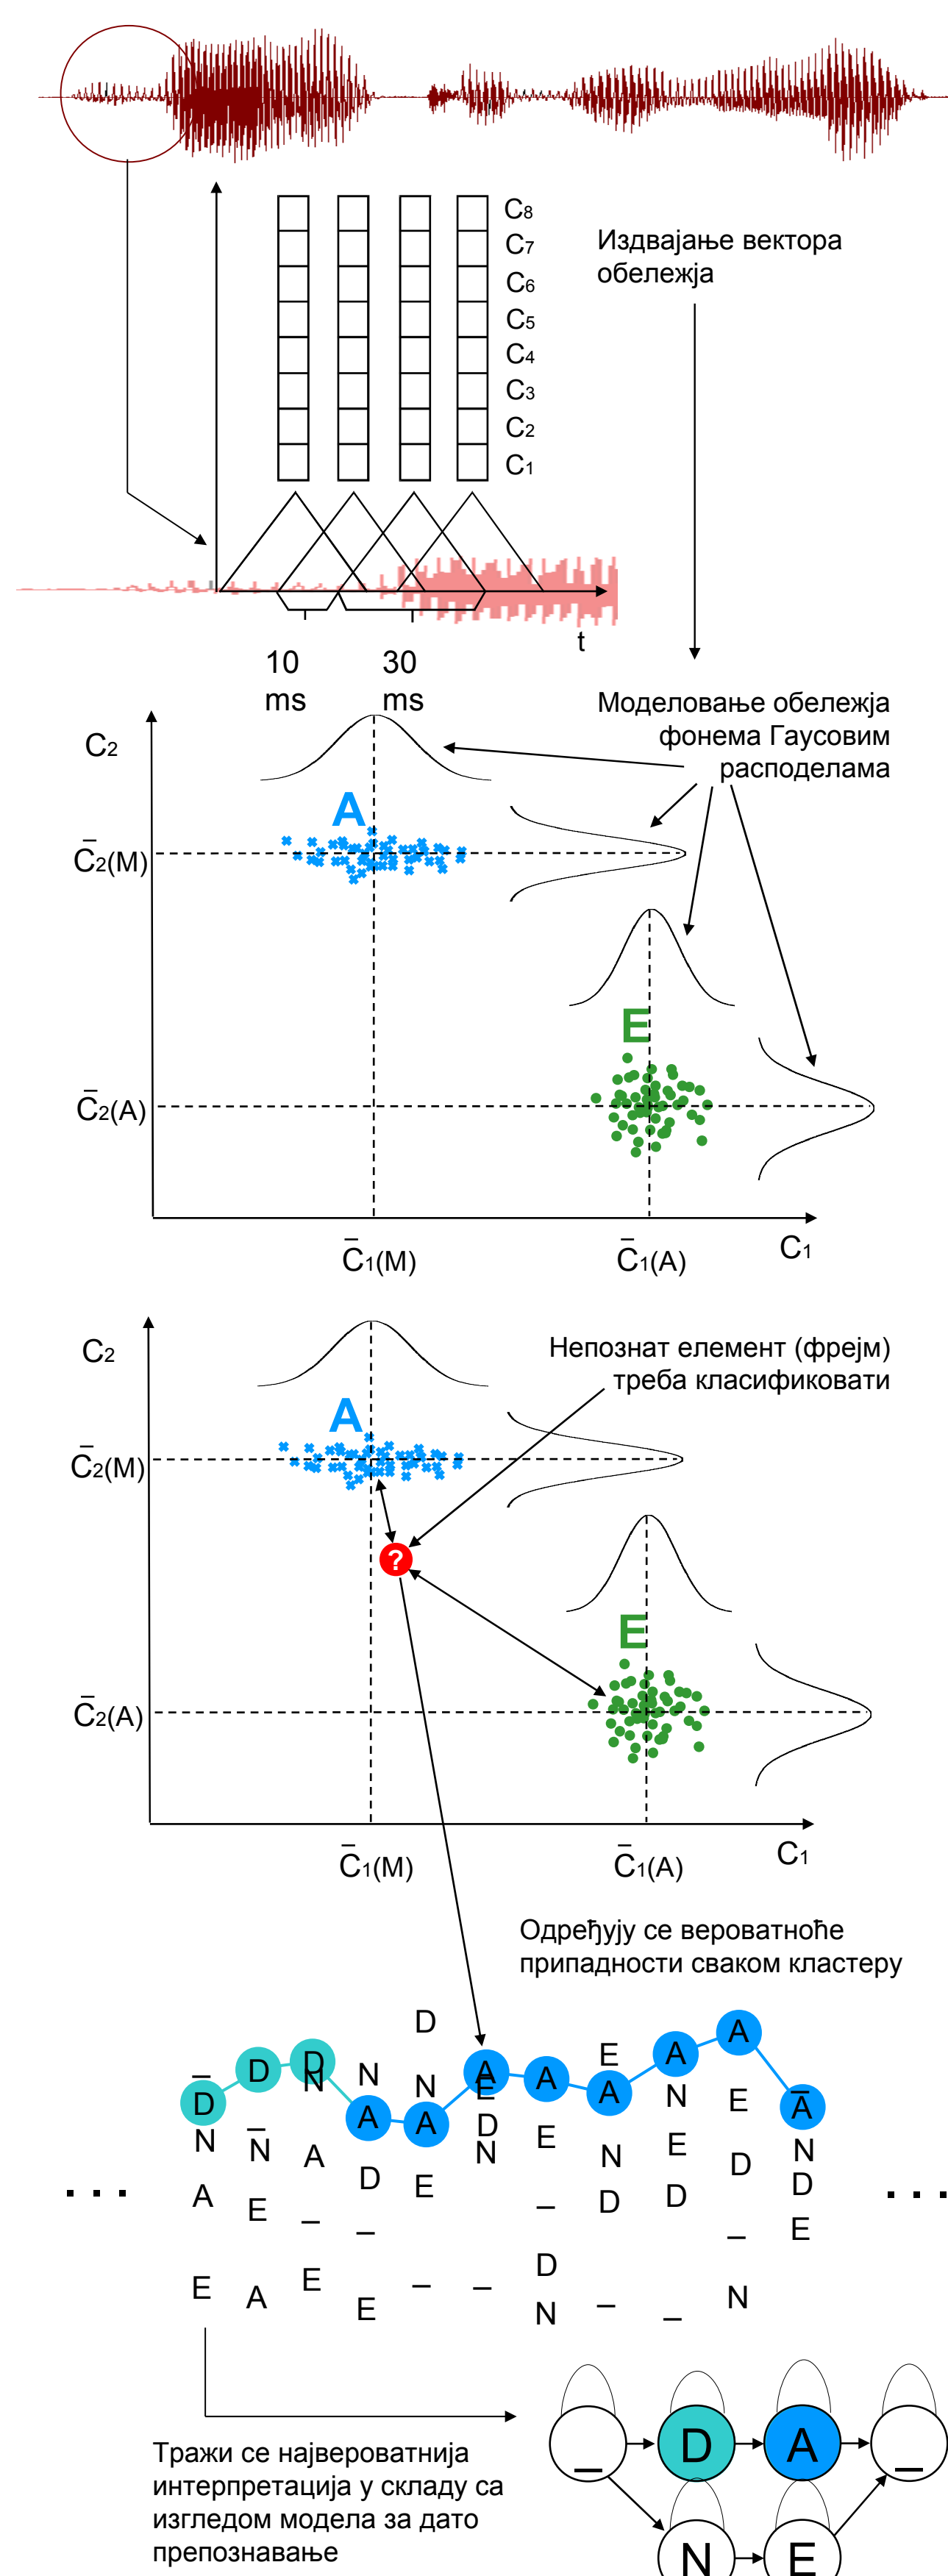 C8
C7
C6
C5
C4
C3
C2
C1
Издвајање вектора
обележја
t
10
ms
30
ms
Моделовање обележја
фонема Гаусовим
расподелама
C2
A
C̄2(M)
E
C̄2(A)
C̄1(M)
C̄1(A)
C1
C2
Непознат елемент (фрејм)
треба класификовати
A
C̄2(M)
?
E
C̄2(A)
C̄1(M)
C̄1(A)
C1
Одређују се вероватноће
припадности сваком кластеру
D̄ N A E
D N̄ E A
D N A _ E
N A D _ E
D N A E _
A E D N _
A E _ D N
E A N D _
A N E D _
A E D _ N
Ā N D E
. . .
. . .
Тражи се највероватнија
интерпретација у складу са
изгледом модела за дато
препознавање
_ D A _
N E